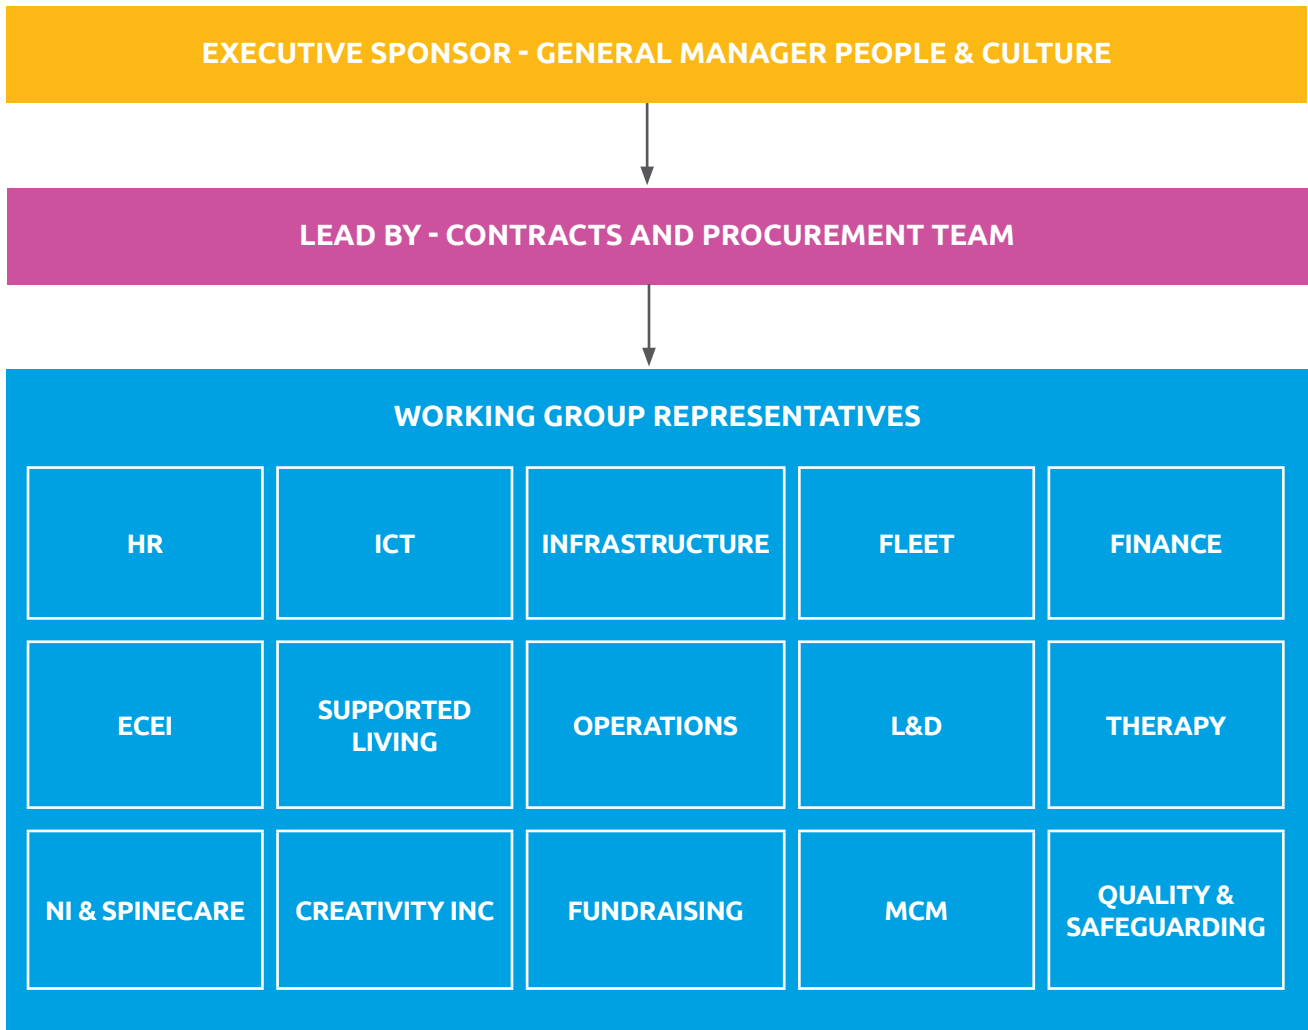 EXECUTIVE SPONSOR - GENERAL MANAGER PEOPLE & CULTURE
LEAD BY - CONTRACTS AND PROCUREMENT TEAM
WORKING GROUP REPRESENTATIVES
HR
ICT
INFRASTRUCTURE
FLEET
FINANCE
ECEI
SUPPORTED
LIVING
OPERATIONS
L&D
THERAPY
NI & SPINECARE
CREATIVITY INC
FUNDRAISING
MCM
QUALITY &
SAFEGUARDING